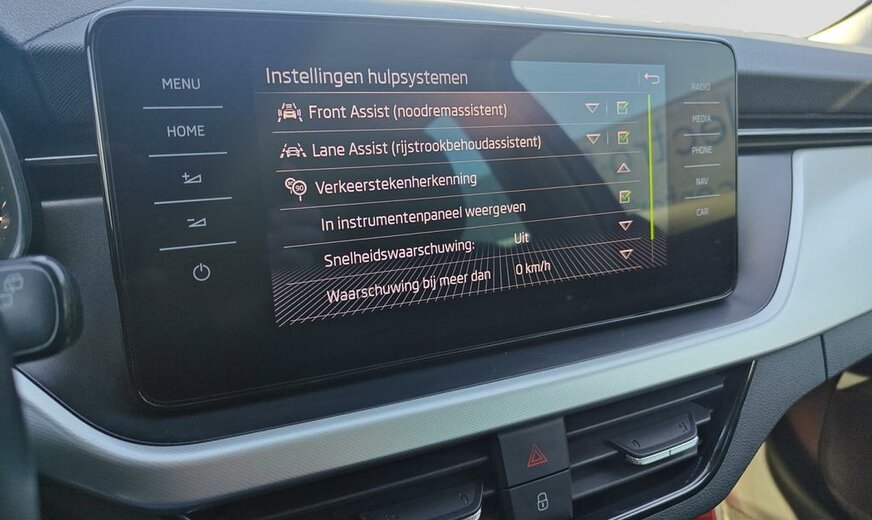 MENU
HOME
Instellingen hulpsystemen
Front Assist (noodremassistent)
Lane Assist (rijstrookbehoudassistent)
90
Verkeerstekenherkenning
In instrumentenpaneel weergeven
Snelheidswaarschuwing: Uit
Waarschuwing bij meer dan 0 km/h
RADIO
MEDIA
PHONE
NAV
CAR